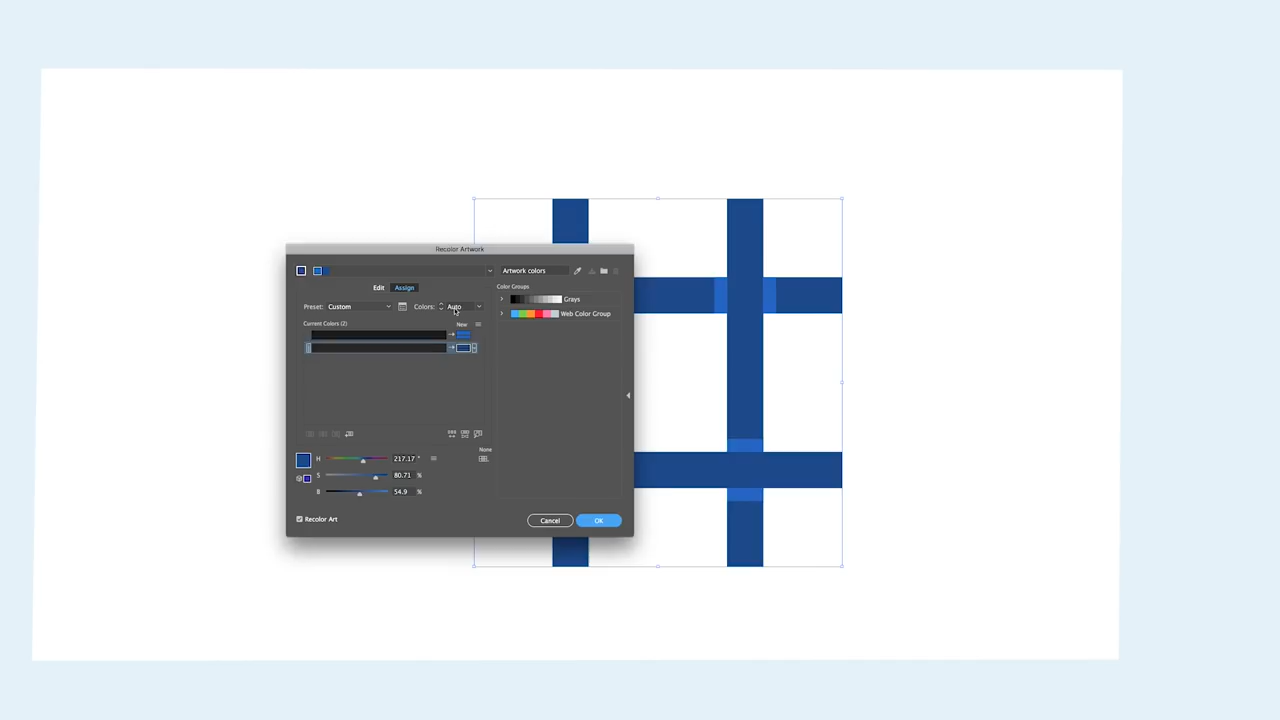 Recolor Artwork
Artwork colors
Edit Assign
Color Groups
Preset: Custom Colors: Auto
Grays
Web Color Group
Current Colors (2) New
None
H 217.17 °
S 80.71 %
B 54.9 %
Recolor Art
Cancel OK